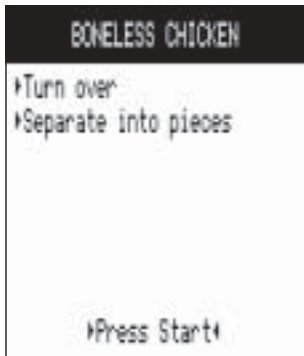 BONELESS CHICKEN
Turn over
Separate into pieces
Press Start